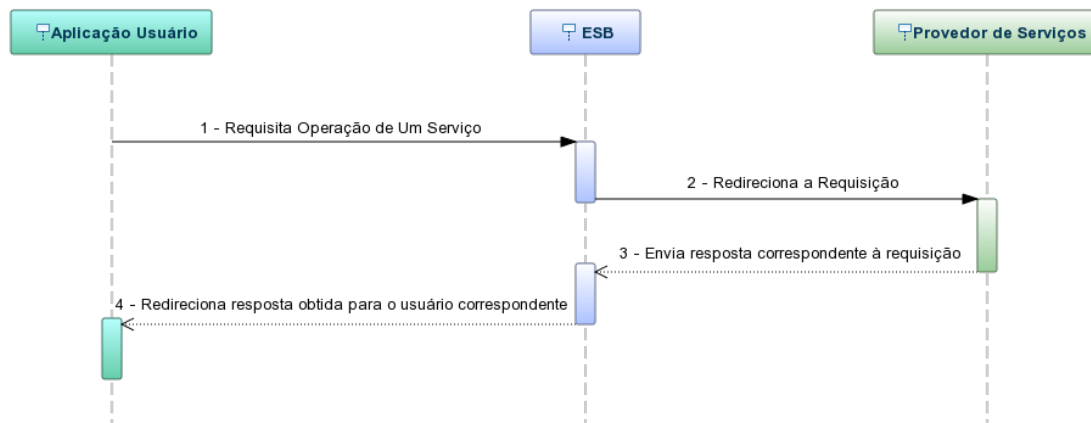 Aplicação Usuário
ESB
Provedor de Serviços
1 - Requisita Operação de Um Serviço
2 - Redireciona a Requisição
3 - Envia resposta correspondente à requisição
4 - Redireciona resposta obtida para o usuário correspondente